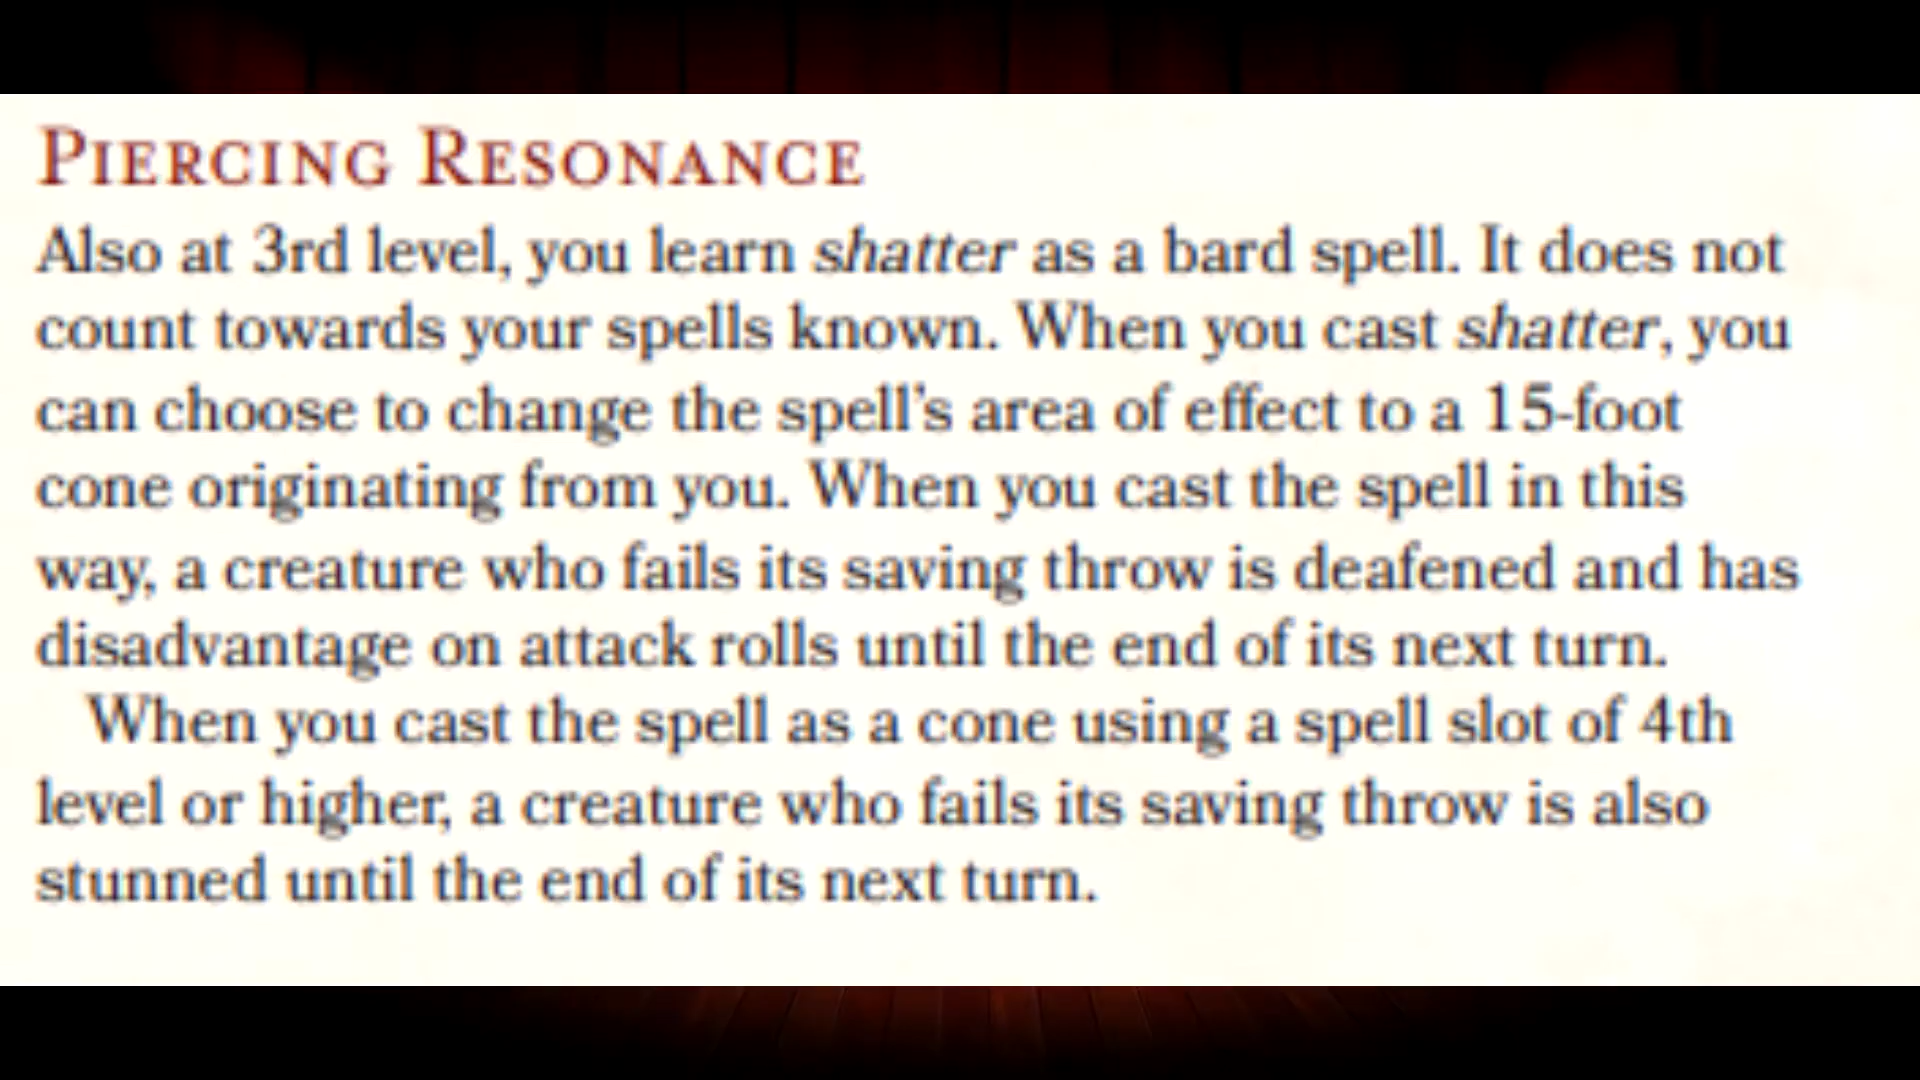 PIERCING RESONANCE
Also at 3rd level, you learn shatter as a bard spell. It does not
count towards your spells known. When you cast shatter, you
can choose to change the spell's area of effect to a 15-foot
cone originating from you. When you cast the spell in this
way, a creature who fails its saving throw is deafened and has
disadvantage on attack rolls until the end of its next turn.
When you cast the spell as a cone using a spell slot of 4th
level or higher, a creature who fails its saving throw is also
stunned until the end of its next turn.